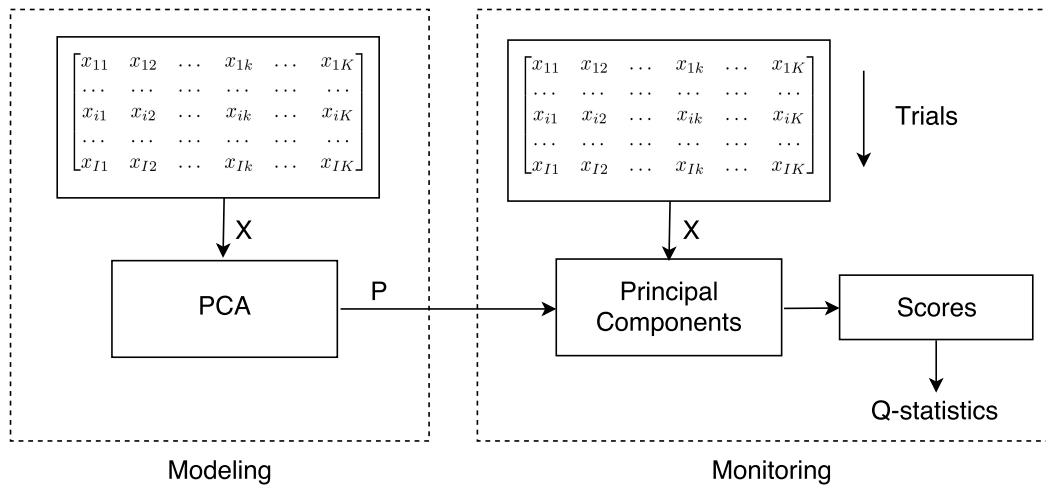 x11 x12 … x1k … x1K
… … … … … …
xi1 xi2 … xik … xiK
… … … … … …
xI1 xI2 … xIk … xIK
X
PCA
P
Modeling
x11 x12 … x1k … x1K
… … … … … …
xi1 xi2 … xik … xiK
… … … … … …
xI1 xI2 … xIk … xIK
Trials
X
Principal
Components
Scores
Q-statistics
Monitoring